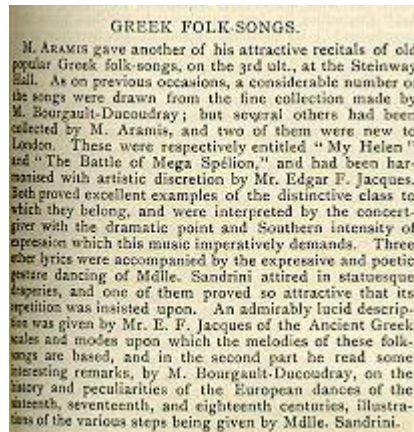 GREEK FOLK-SONGS.
M. ARAMIS gave another of his attractive recitals of old
popular Greek folk-songs, on the 3rd ult., at the Steinway
Hall. As on previous occasions, a considerable number of
the songs were drawn from the fine collection made by
M. Bourgault-Ducoudray; but several others had been
collected by M. Aramis, and two of them were new to
London. These were respectively entitled "My Helen"
and "The Battle of Mega Spélion," and had been har-
monised with artistic discretion by Mr. Edgar F. Jacques.
Both proved excellent examples of the distinctive class to
which they belong, and were interpreted by the concert-
giver with the dramatic point and Southern intensity of
expression which this music imperatively demands. Three
other lyrics were accompanied by the expressive and poetic
gesture dancing of Mdlle. Sandrini attired in statuesque
draperies, and one of them proved so attractive that its
repetition was insisted upon. An admirably lucid descrip-
tion was given by Mr. E. F. Jacques of the Ancient Greek
scales and modes upon which the melodies of these folk-
songs are based, and in the second part he read some
interesting remarks, by M. Bourgault-Ducoudray, on the
history and peculiarities of the European dances of the
sixteenth, seventeenth, and eighteenth centuries, illustra-
tions of the various steps being given by Mdlle. Sandrini.